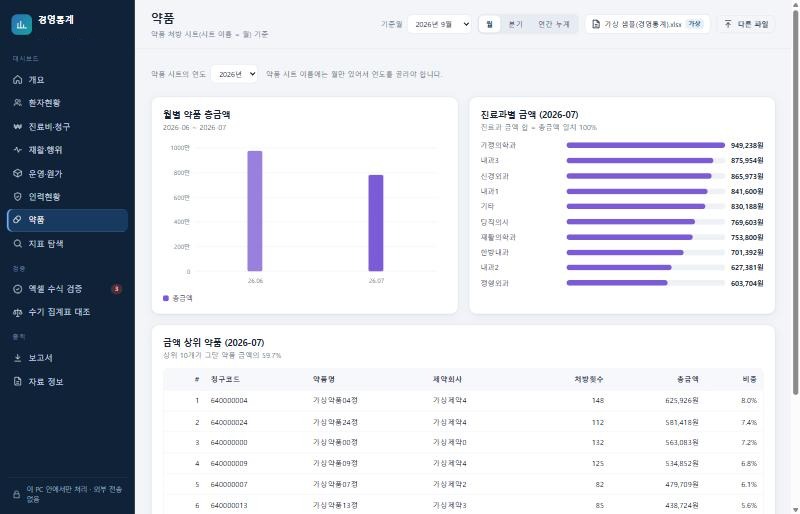 경영통계
대시보드
개요
환자현황
진료비·청구
재활·행위
운영·원가
인력현황
약품
지표 탐색
검증
엑셀 수식 검증 3
수기 집계표 대조
출력
보고서
자료 정보
이 PC 안에서만 처리 · 외부 전송 없음
약품
약품 처방 시트(시트 이름 = 월) 기준
기준월 2026년 9월 월 분기 연간 누계 가상 샘플(경영통계).xlsx 가상 다른 파일
약품 시트의 연도 2026년 약품 시트 이름에는 월만 있어서 연도를 골라야 합니다.
월별 약품 총금액
2026-06 ~ 2026-07
1000만
800만
600만
400만
200만
0
26.06 26.07
총금액
진료과별 금액 (2026-07)
진료과 금액 합 = 총금액 일치 100%
가정의학과 949,238원
내과3 875,954원
신경외과 865,973원
내과1 841,600원
기타 830,188원
당직의사 769,603원
재활의학과 753,800원
한방내과 701,392원
내과2 627,381원
정형외과 603,704원
금액 상위 약품 (2026-07)
상위 10개가 그달 약품 금액의 59.7%
# 청구코드 약품명 제약회사 처방횟수 총금액 비중
1 640000004 가상약품04정 가상제약4 148 625,926원 8.0%
2 640000024 가상약품24정 가상제약4 112 581,418원 7.4%
3 640000000 가상약품00정 가상제약0 132 563,083원 7.2%
4 640000009 가상약품09정 가상제약4 125 534,852원 6.8%
5 640000007 가상약품07정 가상제약2 82 479,709원 6.1%
6 640000013 가상약품13정 가상제약3 85 438,724원 5.6%